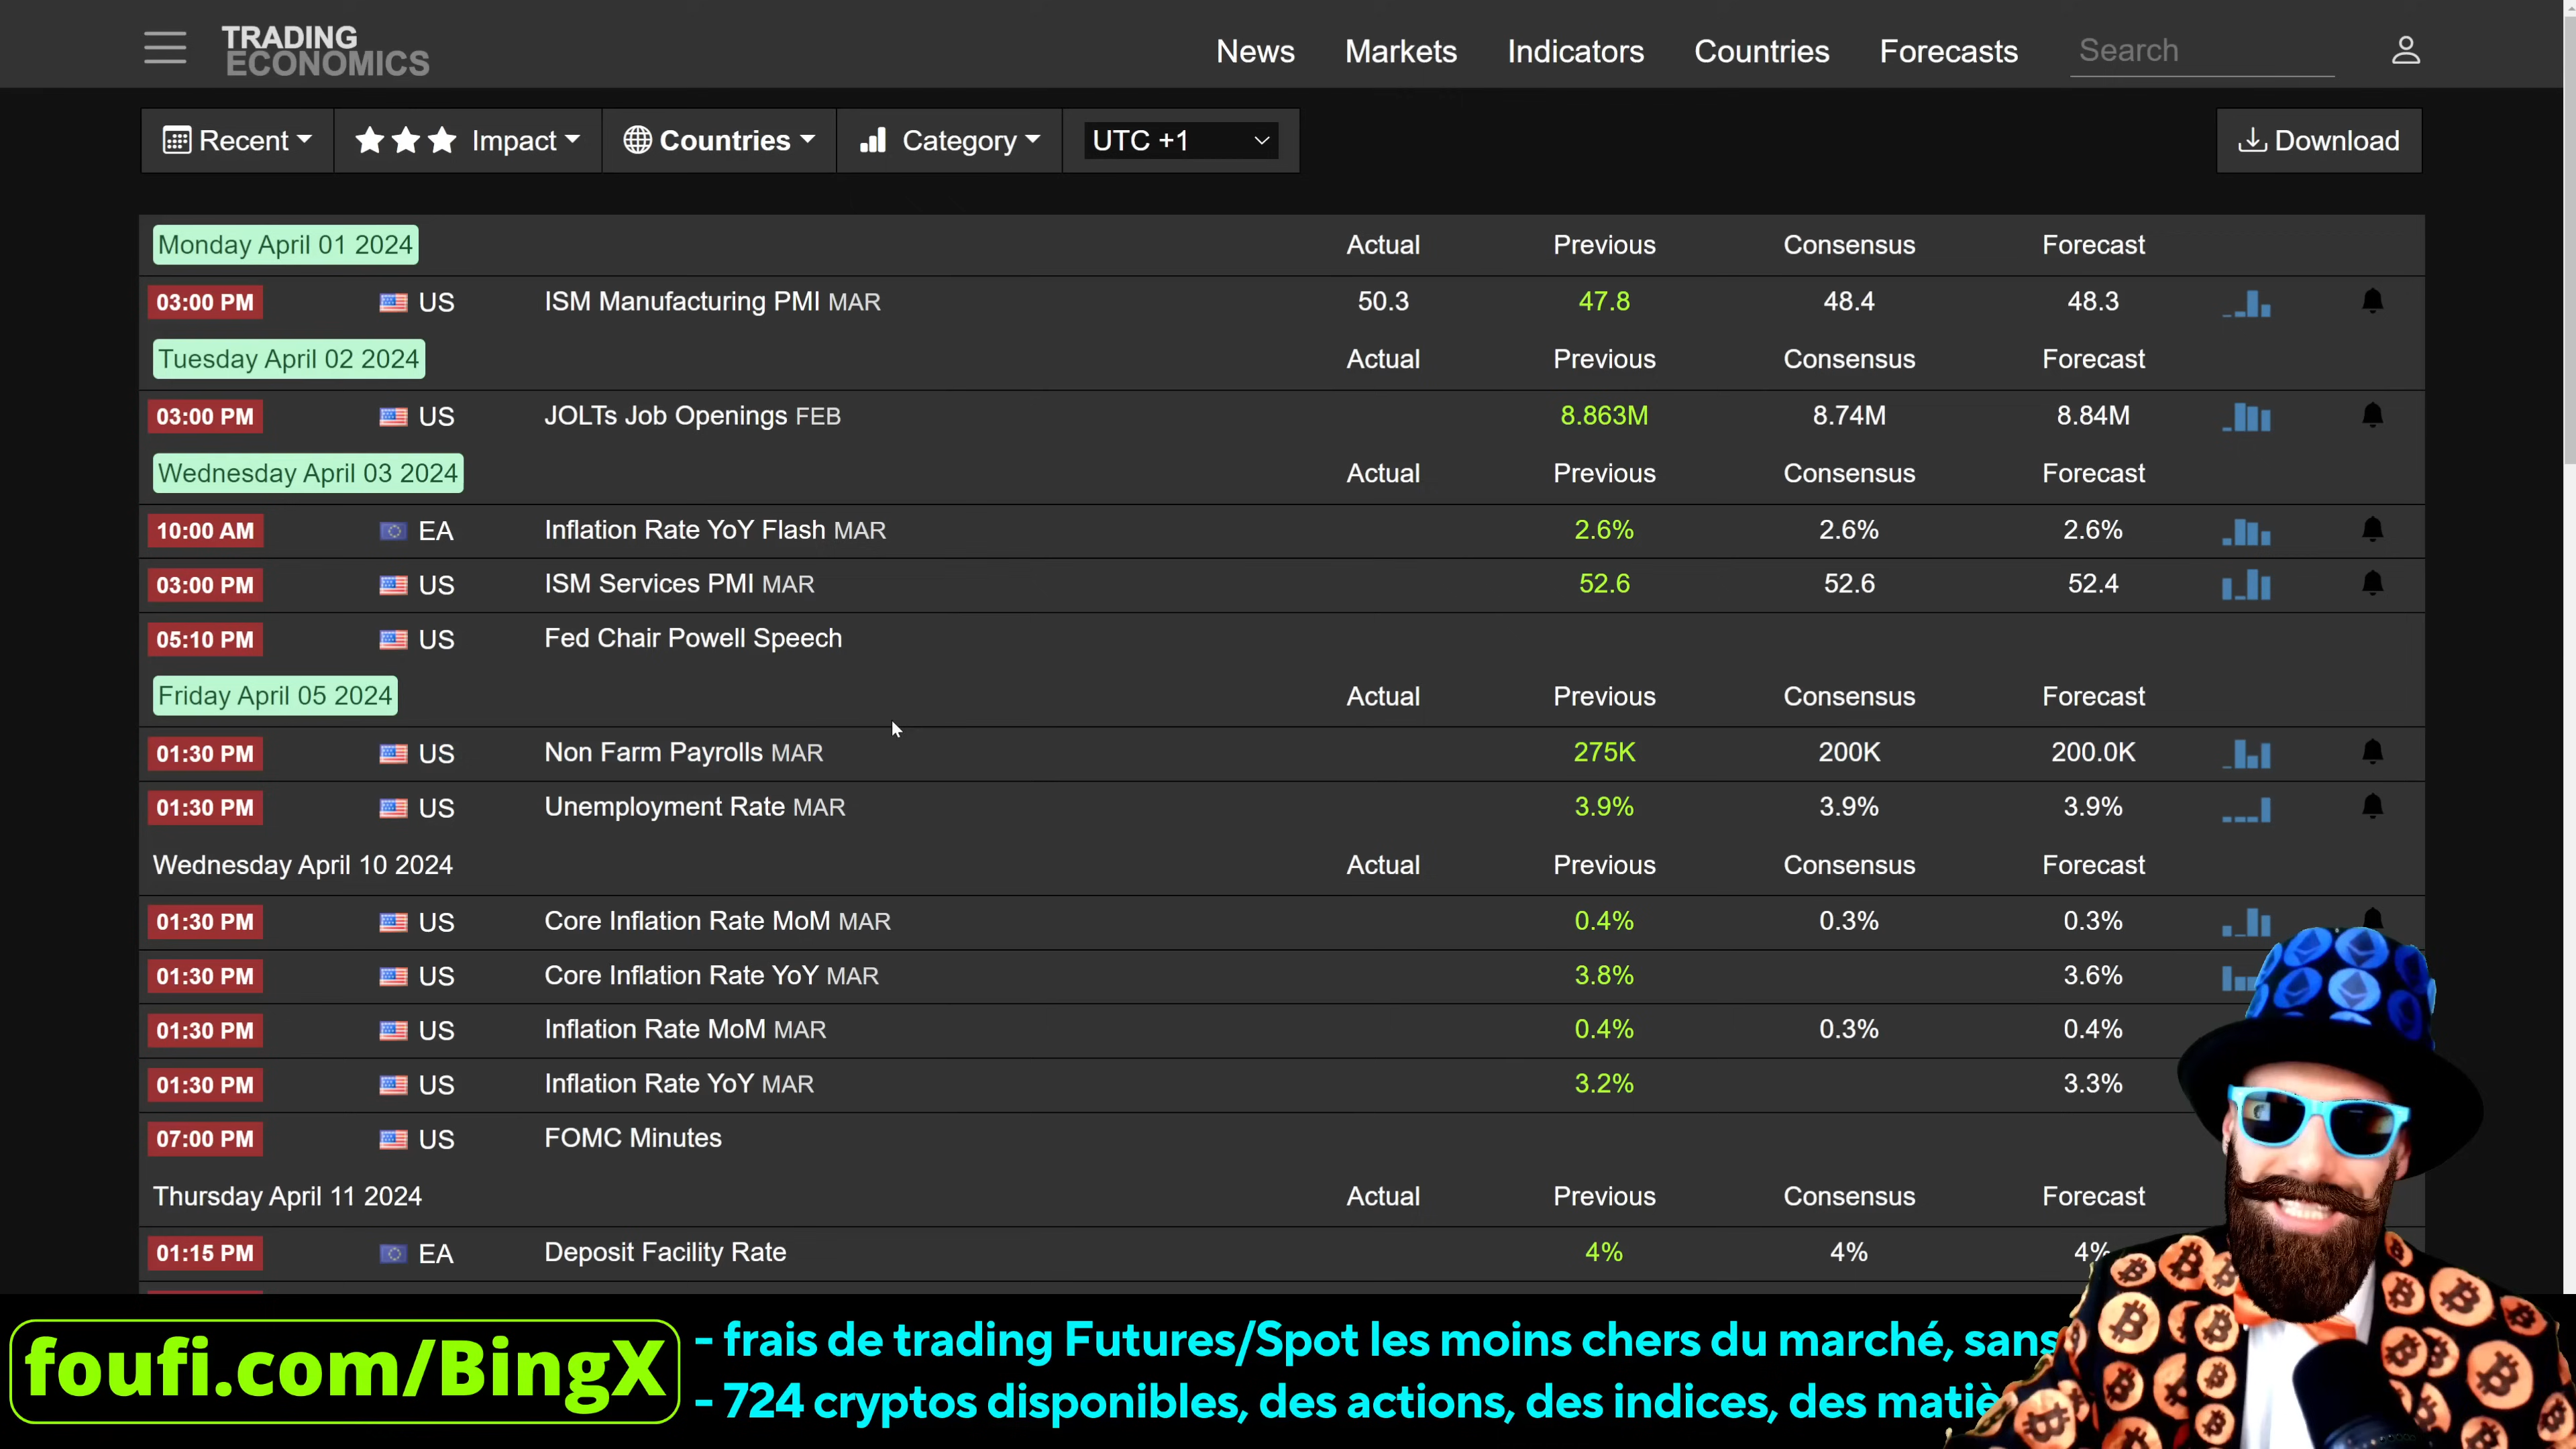 TRADING
ECONOMICS
News Markets Indicators Countries Forecasts Search
Recent Impact Countries Category UTC +1 Download
Monday April 01 2024 Actual Previous Consensus Forecast
03:00 PM US ISM Manufacturing PMI MAR 50.3 47.8 48.4 48.3
Tuesday April 02 2024 Actual Previous Consensus Forecast
03:00 PM US JOLTs Job Openings FEB 8.863M 8.74M 8.84M
Wednesday April 03 2024 Actual Previous Consensus Forecast
10:00 AM EA Inflation Rate YoY Flash MAR 2.6% 2.6% 2.6%
03:00 PM US ISM Services PMI MAR 52.6 52.6 52.4
05:10 PM US Fed Chair Powell Speech
Friday April 05 2024 Actual Previous Consensus Forecast
01:30 PM US Non Farm Payrolls MAR 275K 200K 200.0K
01:30 PM US Unemployment Rate MAR 3.9% 3.9% 3.9%
Wednesday April 10 2024 Actual Previous Consensus Forecast
01:30 PM US Core Inflation Rate MoM MAR 0.4% 0.3% 0.3%
01:30 PM US Core Inflation Rate YoY MAR 3.8% 3.6%
01:30 PM US Inflation Rate MoM MAR 0.4% 0.3% 0.4%
01:30 PM US Inflation Rate YoY MAR 3.2% 3.3%
07:00 PM US FOMC Minutes
Thursday April 11 2024 Actual Previous Consensus Forecast
01:15 PM EA Deposit Facility Rate 4% 4% 4%
foufi.com/BingX
- frais de trading Futures/Spot les moins chers du marché, sans
- 724 cryptos disponibles, des actions, des indices, des matiè